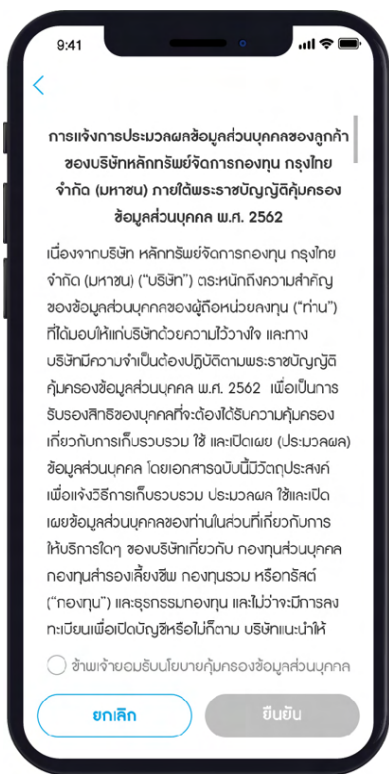 9:41
การแจ้งการประมวลผลข้อมูลส่วนบุคคลของลูกค้า
ของบริษัทหลักทรัพย์จัดการกองทุน กรุงไทย
จำกัด (มหาชน) ภายใต้พระราชบัญญัติคุ้มครอง
ข้อมูลส่วนบุคคล พ.ศ. 2562
เนื่องจากบริษัท หลักทรัพย์จัดการกองทุน กรุงไทย
จำกัด (มหาชน) (“บริษัท”) ตระหนักถึงความสำคัญ
ของข้อมูลส่วนบุคคลของผู้ถือหน่วยลงทุน (“ท่าน”)
ที่ได้มอบให้แก่บริษัทด้วยความไว้วางใจ และทาง
บริษัทมีความจำเป็นต้องปฏิบัติตามพระราชบัญญัติ
คุ้มครองข้อมูลส่วนบุคคล พ.ศ. 2562 เพื่อเป็นการ
รับรองสิทธิของบุคคลที่จะต้องได้รับความคุ้มครอง
เกี่ยวกับการเก็บรวบรวม ใช้ และเปิดเผย (ประมวลผล)
ข้อมูลส่วนบุคคล โดยเอกสารฉบับนี้มีวัตถุประสงค์
เพื่อแจ้งวิธีการเก็บรวบรวม ประมวลผล ใช้และเปิด
เผยข้อมูลส่วนบุคคลของท่านในส่วนที่เกี่ยวกับการ
ให้บริการใดๆ ของบริษัทเกี่ยวกับ กองทุนส่วนบุคคล
กองทุนสำรองเลี้ยงชีพ กองทุนรวม หรือทรัสต์
(“กองทุน”) และธุรกรรมกองทุน และไม่ว่าจะมีการลง
ทะเบียนเพื่อเปิดบัญชีหรือไม่ก็ตาม บริษัทแนะนำให้
ข้าพเจ้ายอมรับนโยบายคุ้มครองข้อมูลส่วนบุคคล
ยกเลิก
ยืนยัน